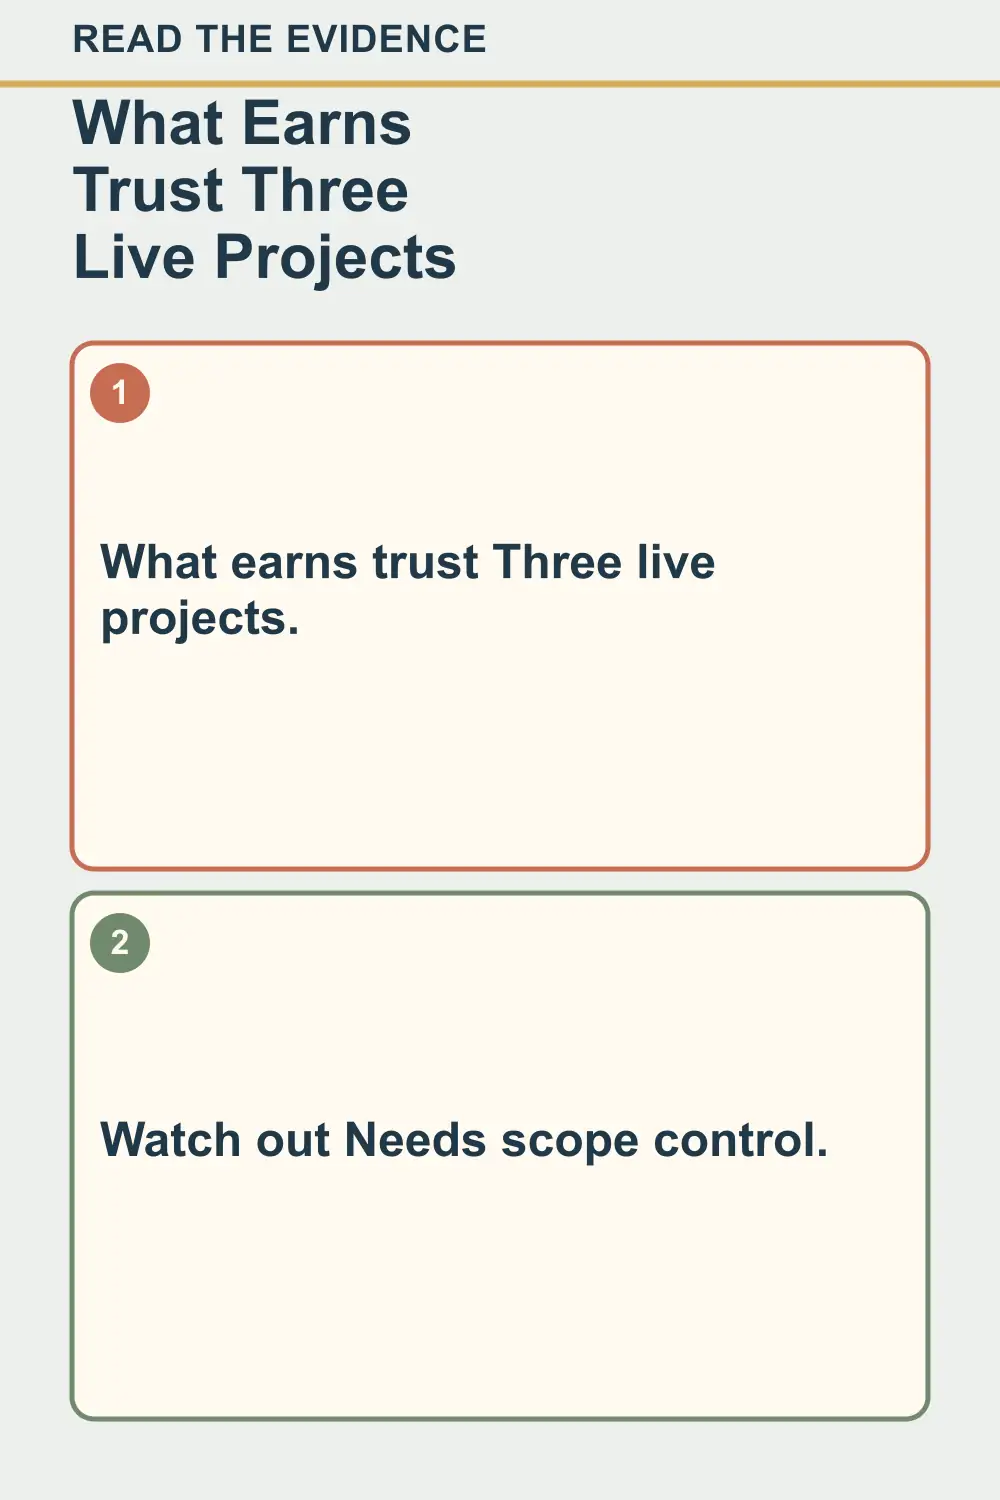 READ THE EVIDENCE
What Earns
Trust Three
Live Projects
1
What earns trust Three live
projects.
2
Watch out Needs scope control.